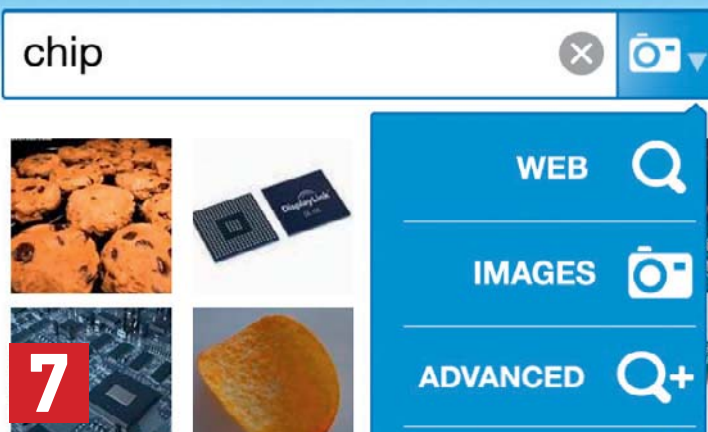 chip
WEB
DisplayLink
IMAGES
ADVANCED
7